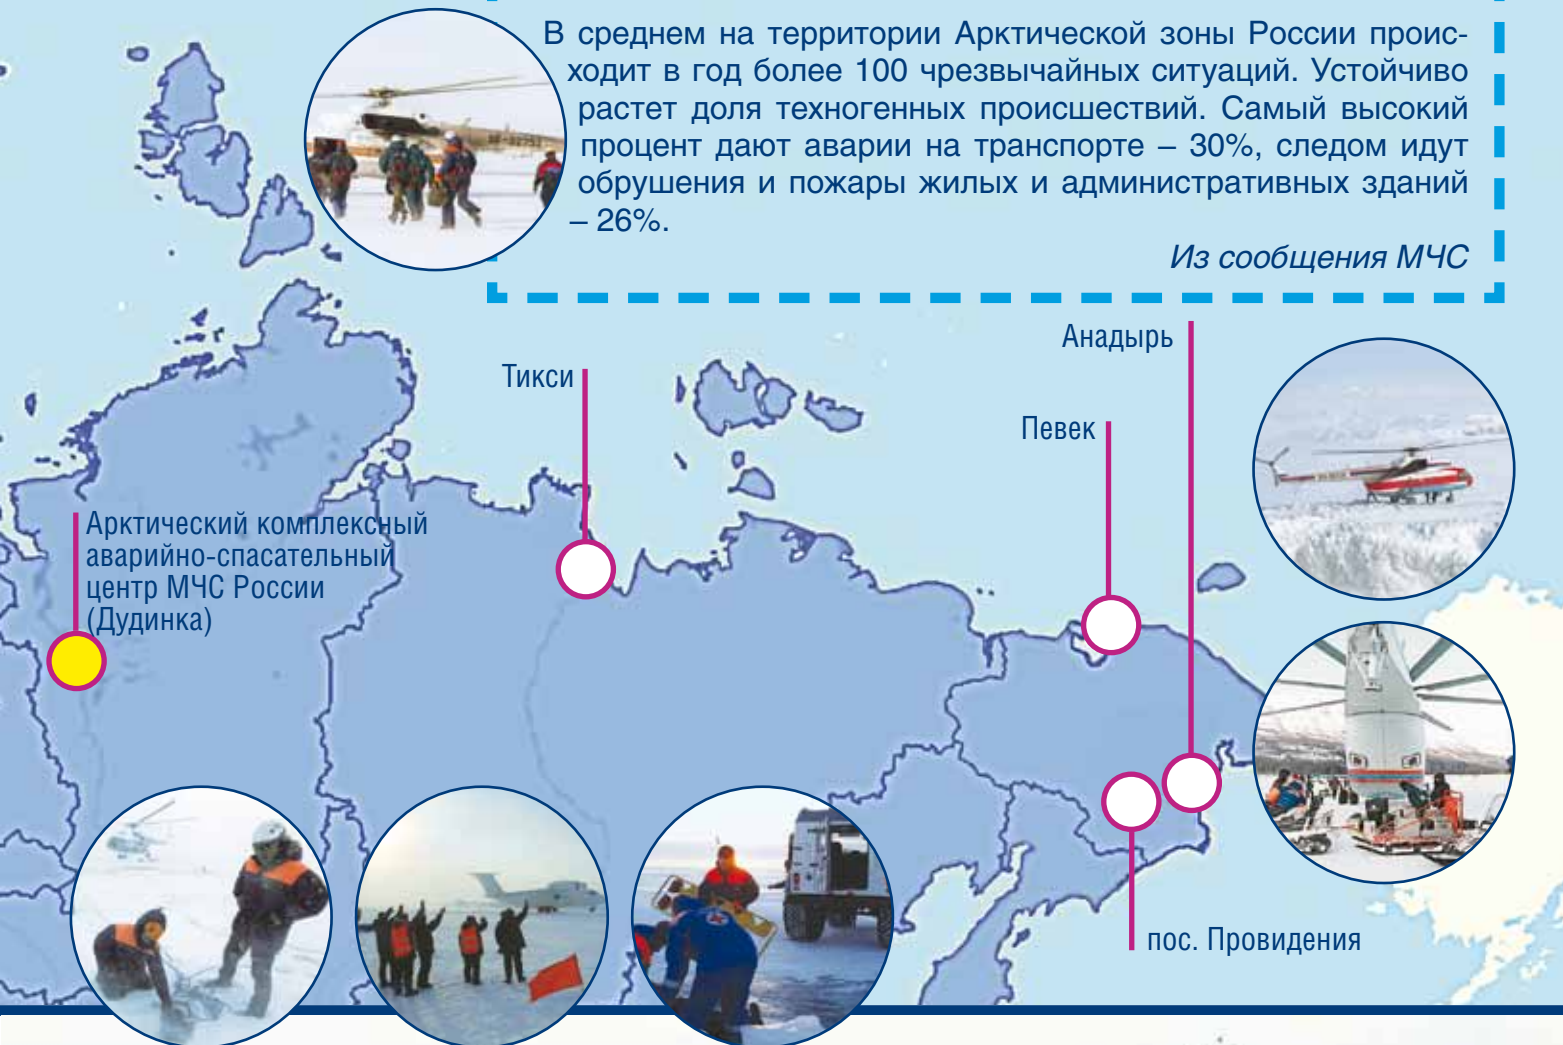 В среднем на территории Арктической зоны России проис-
ходит в год более 100 чрезвычайных ситуаций. Устойчиво
растет доля техногенных происшествий. Самый высокий
процент дают аварии на транспорте – 30%, следом идут
обрушения и пожары жилых и административных зданий
– 26%.
Из сообщения МЧС
Анадырь
Тикси
Певек
Арктический комплексный
аварийно-спасательный
центр МЧС России
(Дудинка)
пос. Провидения